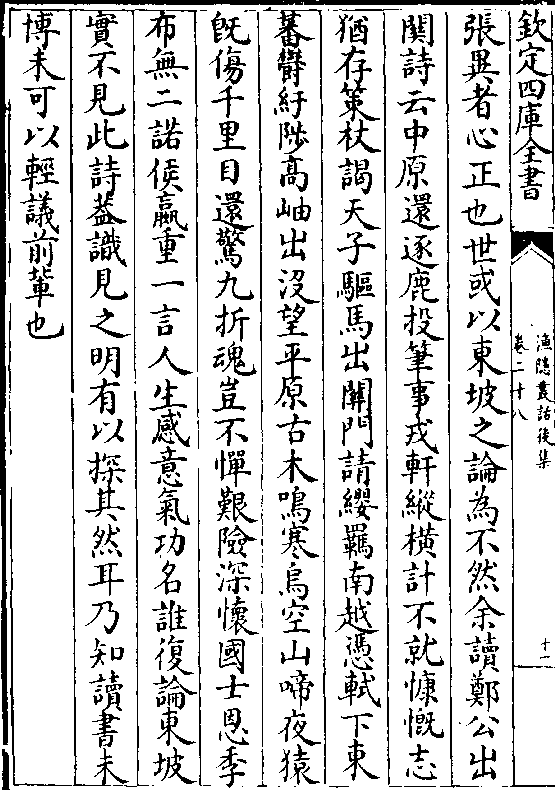 欽定四庫全書
漁隱叢話後集
卷二十八
十一
張異者心正也世或以東坡之論為不然余讀鄭公出
關詩云中原還逐鹿投筆事戎軒縱橫計不就慷慨志
猶存策杖謁天子驅馬出關門請纓羈南越憑軾下東
蕃欝紆陟高岫出沒望平原古木鳴寒鳥空山啼夜猿
既傷千里目還驚九折魂豈不憚艱險深懷國士恩季
布無二諾侯嬴重一言人生感意氣功名誰復論東坡
實不見此詩葢識見之明有以探其然耳乃知讀書未
博未可以輕議前輩也